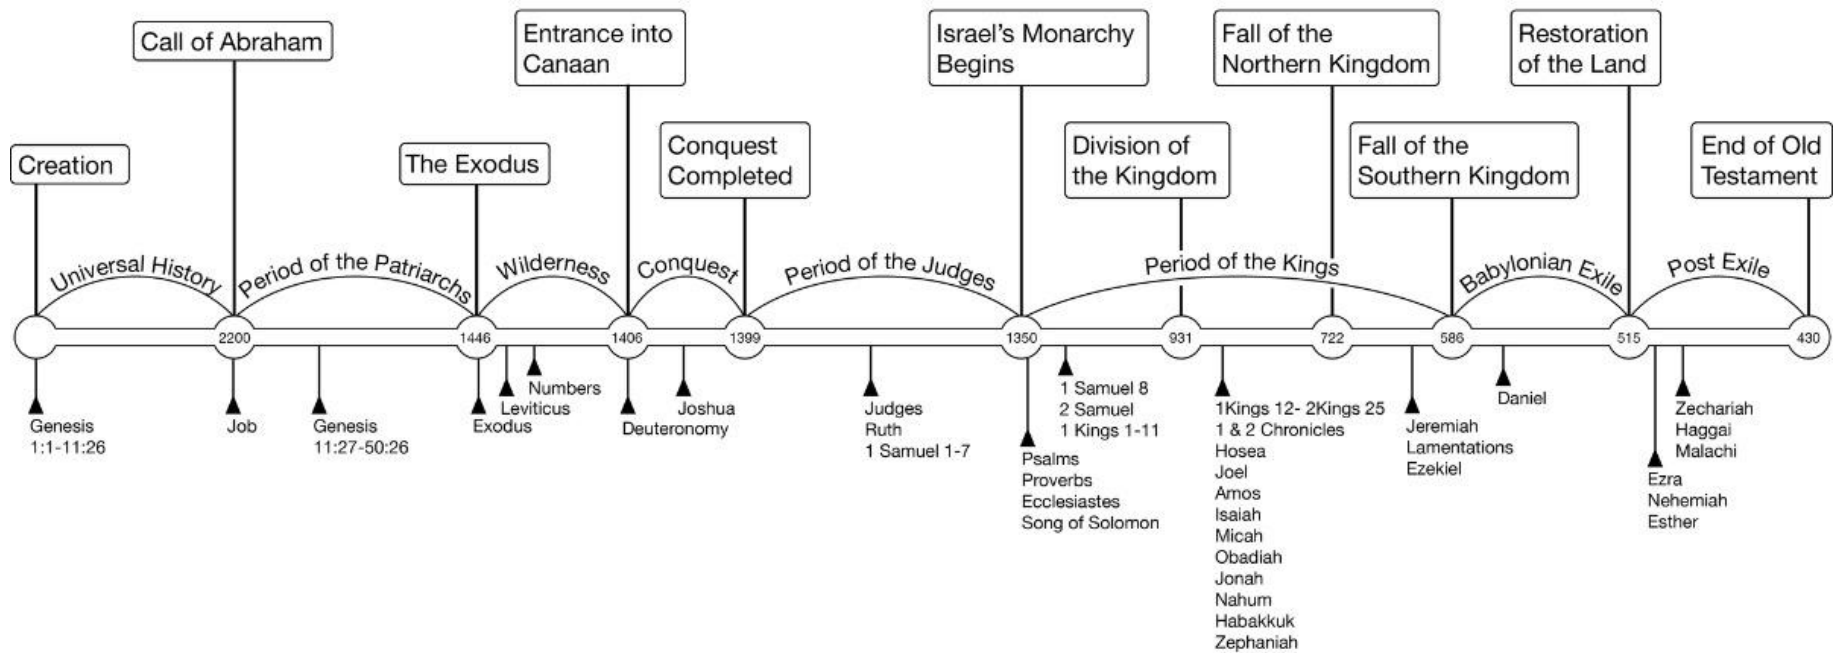 Call of Abraham
Entrance into
Canaan
Israel's Monarchy
Begins
Fall of the
Northern Kingdom
Restoration
of the Land
Creation
The Exodus
Conquest
Completed
Division of
the Kingdom
Fall of the
Southern Kingdom
End of Old
Testament
Universal History
Period of the Patriarchs
Wilderness
Conquest
Period of the Judges
Period of the Kings
Babylonian Exile
Post Exile
2200
1446
1406
1399
1350
931
722
586
515
430
Genesis
1:1-11:26
Job
Genesis
11:27-50:26
Exodus
Leviticus
Numbers
Deuteronomy
Joshua
Judges
Ruth
1 Samuel 1-7
Psalms
Proverbs
Ecclesiastes
Song of Solomon
1 Samuel 8
2 Samuel
1 Kings 1-11
1Kings 12- 2Kings 25
1 & 2 Chronicles
Hosea
Joel
Amos
Isaiah
Micah
Obadiah
Jonah
Nahum
Habakkuk
Zephaniah
Jeremiah
Lamentations
Ezekiel
Daniel
Ezra
Nehemiah
Esther
Zechariah
Haggai
Malachi